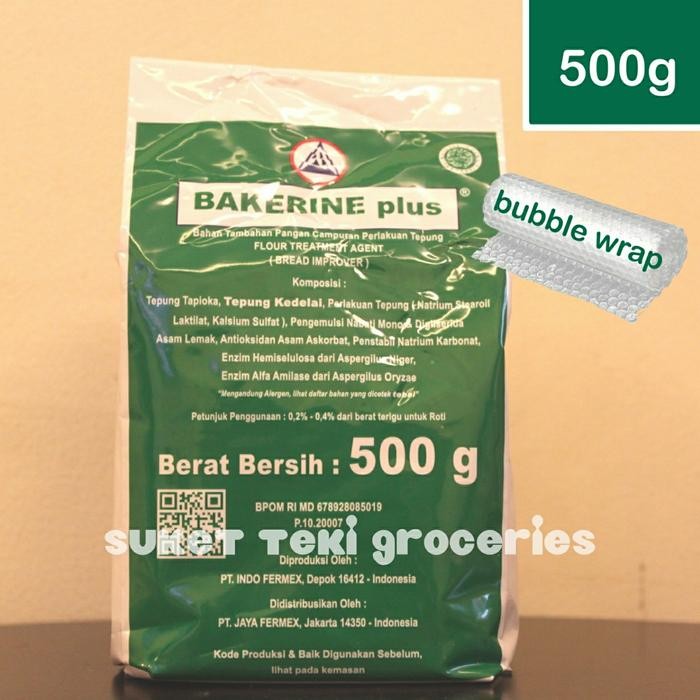 500g
BAKERINE plus
®
Bahan Tambahan Pangan Campuran Perlakuan Tepung
FLOUR TREATMENT AGENT
( BREAD IMPROVER )
bubble wrap
Komposisi :
Tepung Tapioka, Tepung Kedelai, Perlakuan Tepung ( Natrium Stearoil
Laktilat, Kalsium Sulfat ), Pengemulsi Nabati Mono & Digliserida
Asam Lemak, Antioksidan Asam Askorbat, Penstabil Natrium Karbonat,
Enzim Hemiselulosa dari Aspergilus Niger,
Enzim Alfa Amilase dari Aspergilus Oryzae
"Mengandung Alergen, lihat daftar bahan yang dicetak tebal"
Petunjuk Penggunaan : 0,2% - 0,4% dari berat terigu untuk Roti
Berat Bersih : 500 g
BPOM RI MD 678928085019
P.10.20007
suket teki groceries
Diproduksi Oleh :
PT. INDO FERMEX, Depok 16412 - Indonesia
Didistribusikan Oleh :
PT. JAYA FERMEX, Jakarta 14350 - Indonesia
Kode Produksi & Baik Digunakan Sebelum,
lihat pada kemasan